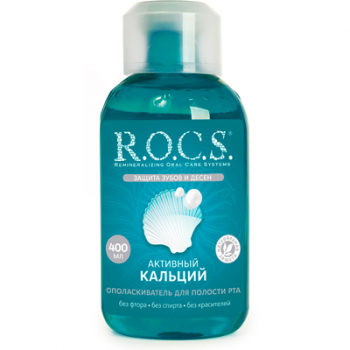 R.O.C.S.®
Remineralizing Oral Care Systems
ЗАЩИТА ЗУБОВ И ДЕСЕН
400
МЛ
АКТИВНЫЙ
КАЛЬЦИЙ
ОПОЛАСКИВАТЕЛЬ ДЛЯ ПОЛОСТИ РТА
без фтора • без спирта • без красителей